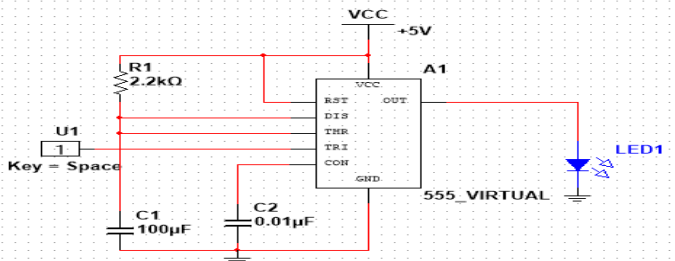 VCC
+5V
R1
2.2kΩ
A1
VCC
RST
OUT
DIS
THR
TRI
CON
GND
U1
1
Key = Space
LED1
555_VIRTUAL
C1
100µF
C2
0.01µF